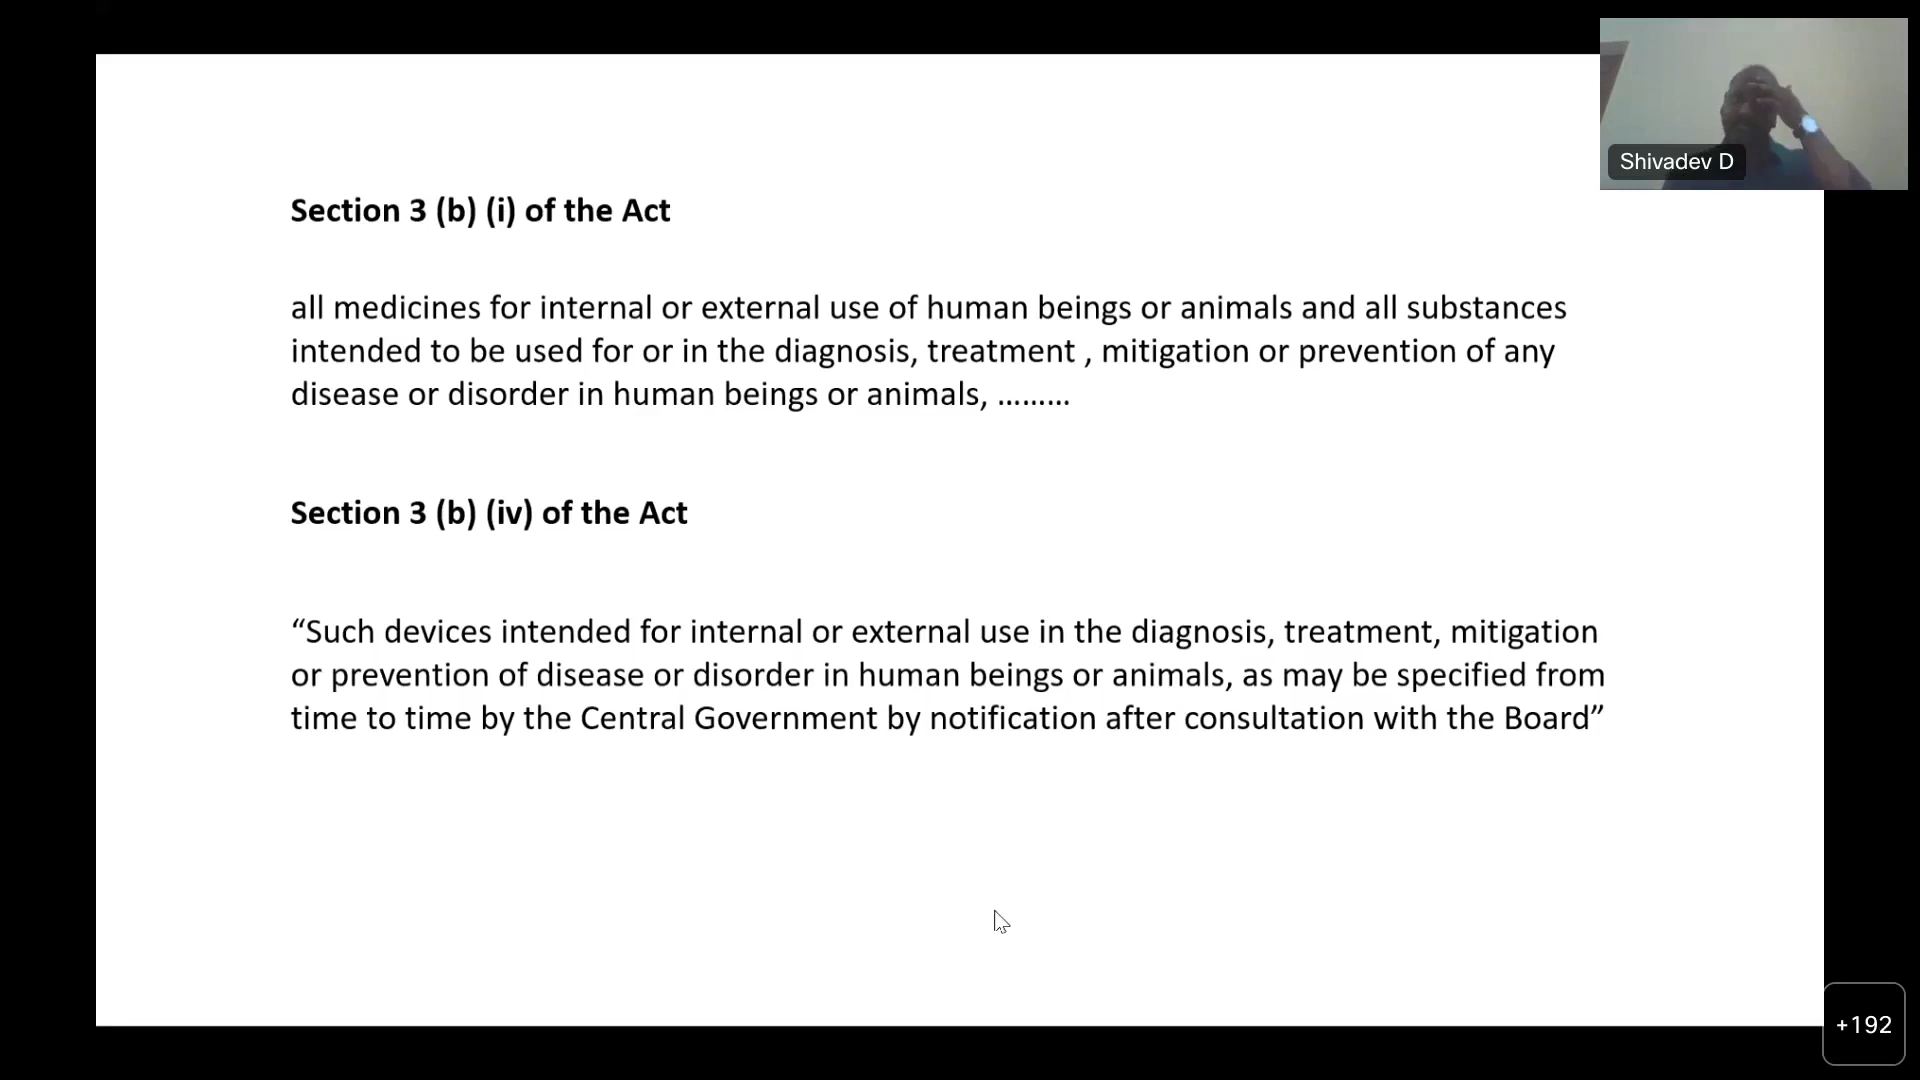 Shivadev D
Section 3 (b) (i) of the Act
all medicines for internal or external use of human beings or animals and all substances
intended to be used for or in the diagnosis, treatment , mitigation or prevention of any
disease or disorder in human beings or animals, ………
Section 3 (b) (iv) of the Act
“Such devices intended for internal or external use in the diagnosis, treatment, mitigation
or prevention of disease or disorder in human beings or animals, as may be specified from
time to time by the Central Government by notification after consultation with the Board”
+192